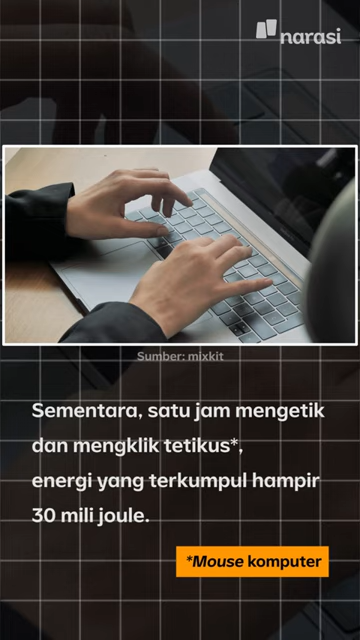 narasi
Sumber: mixkit
Sementara, satu jam mengetik
dan mengklik tetikus*,
energi yang terkumpul hampir
30 mili joule.
*Mouse komputer